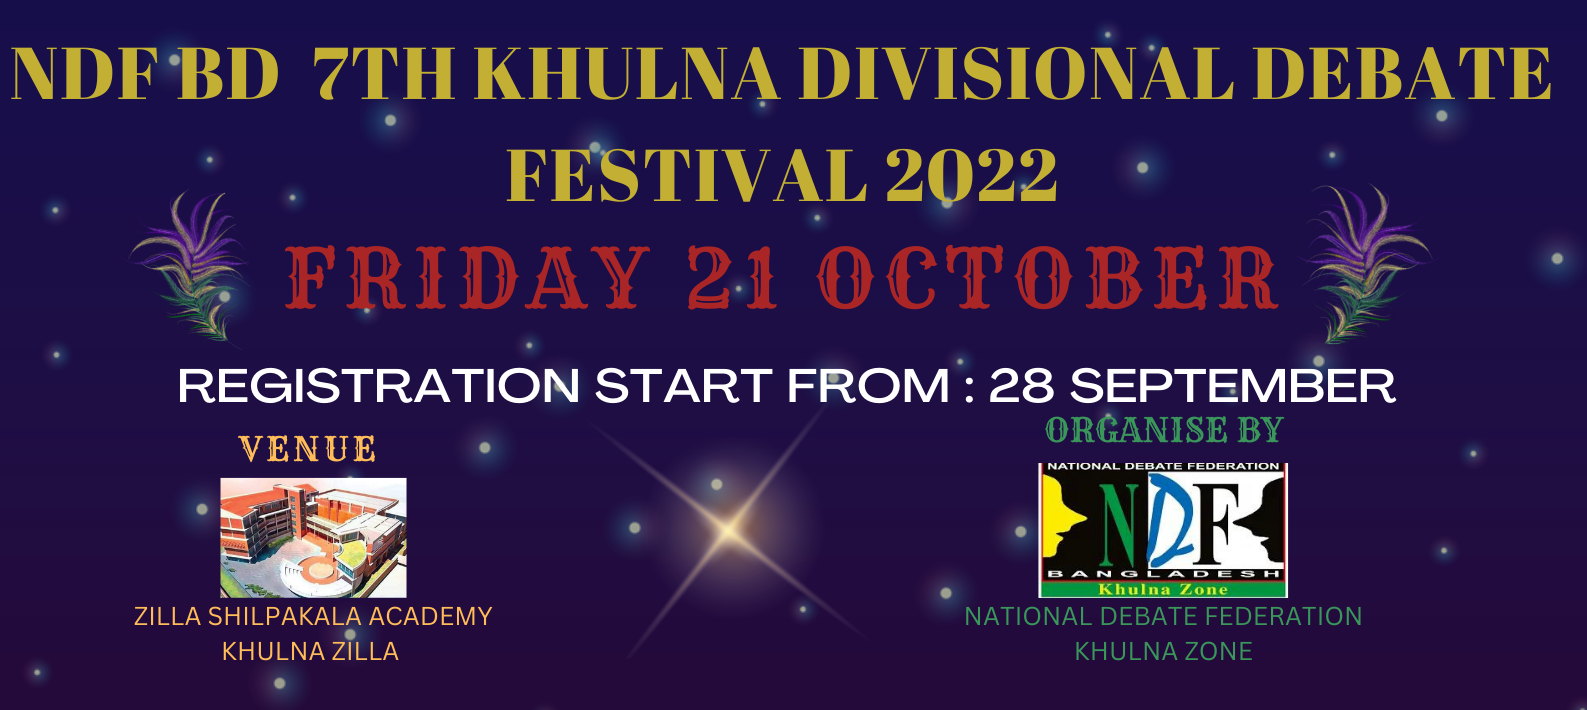 NDF BD 7TH KHULNA DIVISIONAL DEBATE
FESTIVAL 2022
FRIDAY 21 OCTOBER
REGISTRATION START FROM : 28 SEPTEMBER
VENUE
ZILLA SHILPAKALA ACADEMY
KHULNA ZILLA
ORGANISE BY
NATIONAL DEBATE FEDERATION
NDF
BANGLADESH
Khulna Zone
NATIONAL DEBATE FEDERATION
KHULNA ZONE